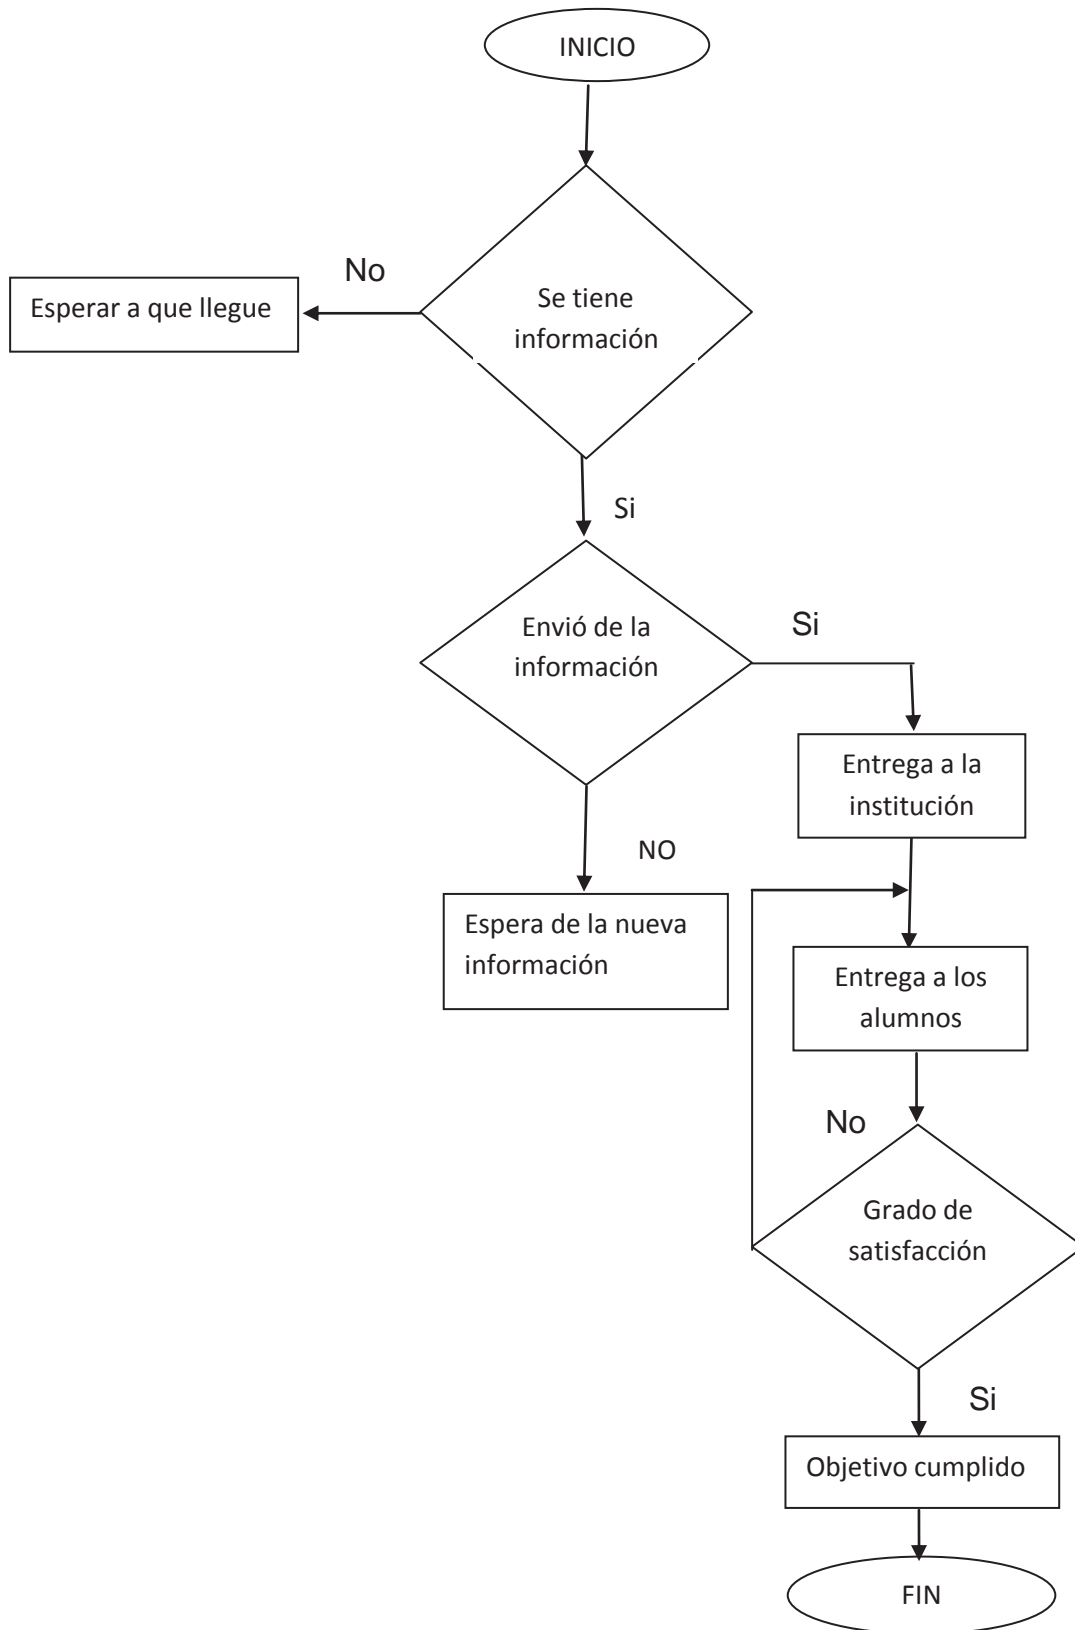 INICIO
No
Se tiene
información
Esperar a que llegue
Si
Envió de la
información
Si
Entrega a la
institución
NO
Espera de la nueva
información
Entrega a los
alumnos
No
Grado de
satisfacción
Si
Objetivo cumplido
FIN